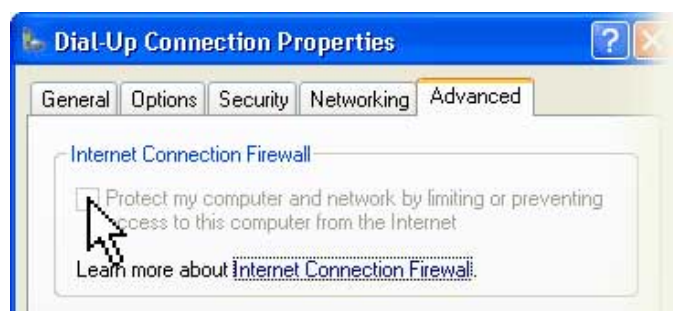 Dial-Up Connection Properties
General Options Security Networking Advanced
Internet Connection Firewall
Protect my computer and network by limiting or preventing
access to this computer from the Internet
Learn more about Internet Connection Firewall.